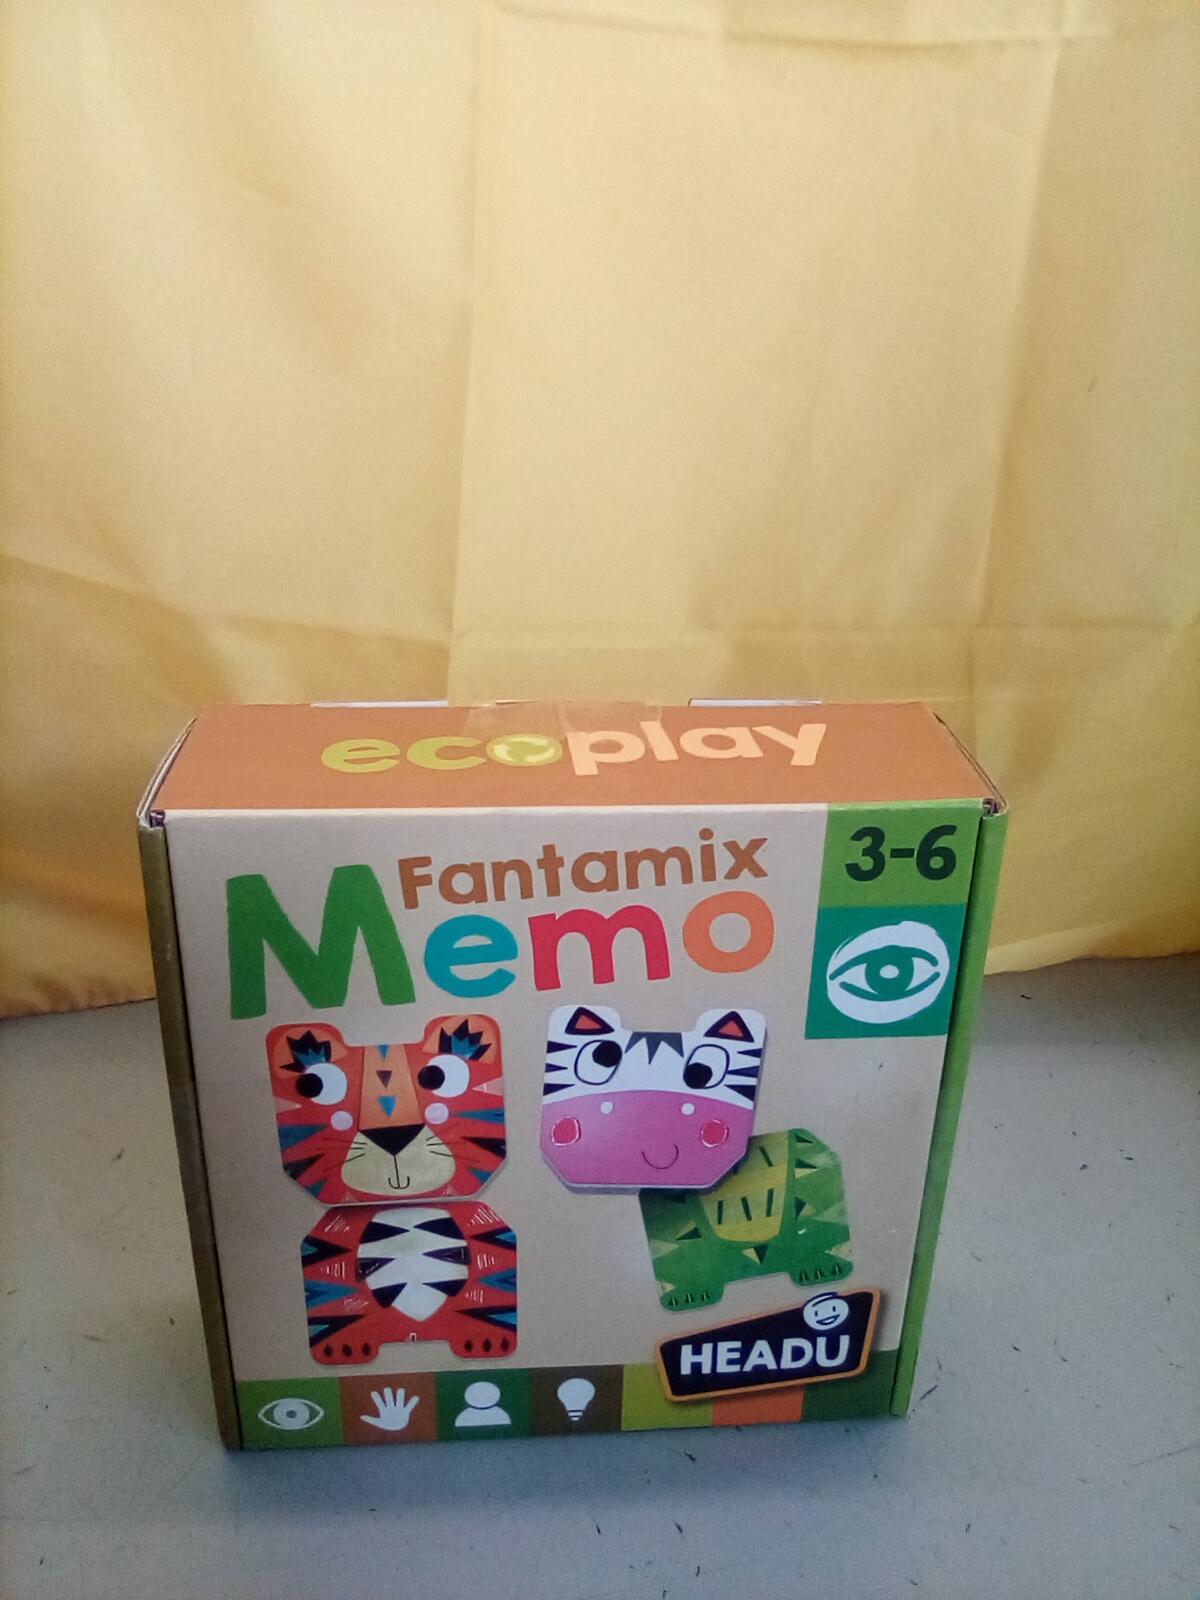 ecoplay
Fantamix
Memo
3-6
HEADU